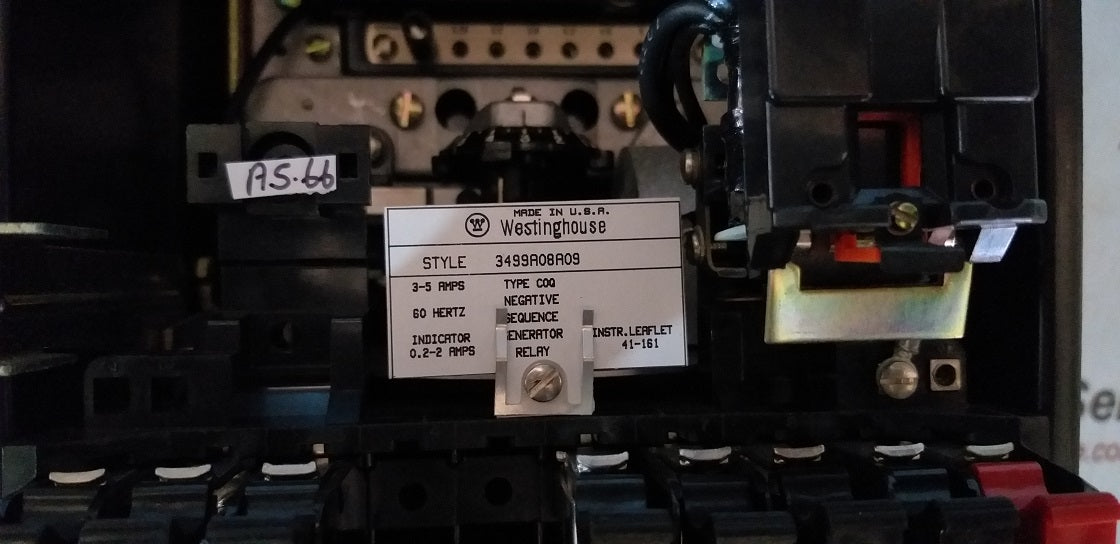 AS.66
MADE IN U.S.A.
Westinghouse
STYLE 3499A08A09
3-5 AMPS
60 HERTZ
INDICATOR
0.2-2 AMPS
TYPE COQ
NEGATIVE
SEQUENCE
GENERATOR
RELAY
INSTR.LEAFLET
41-161